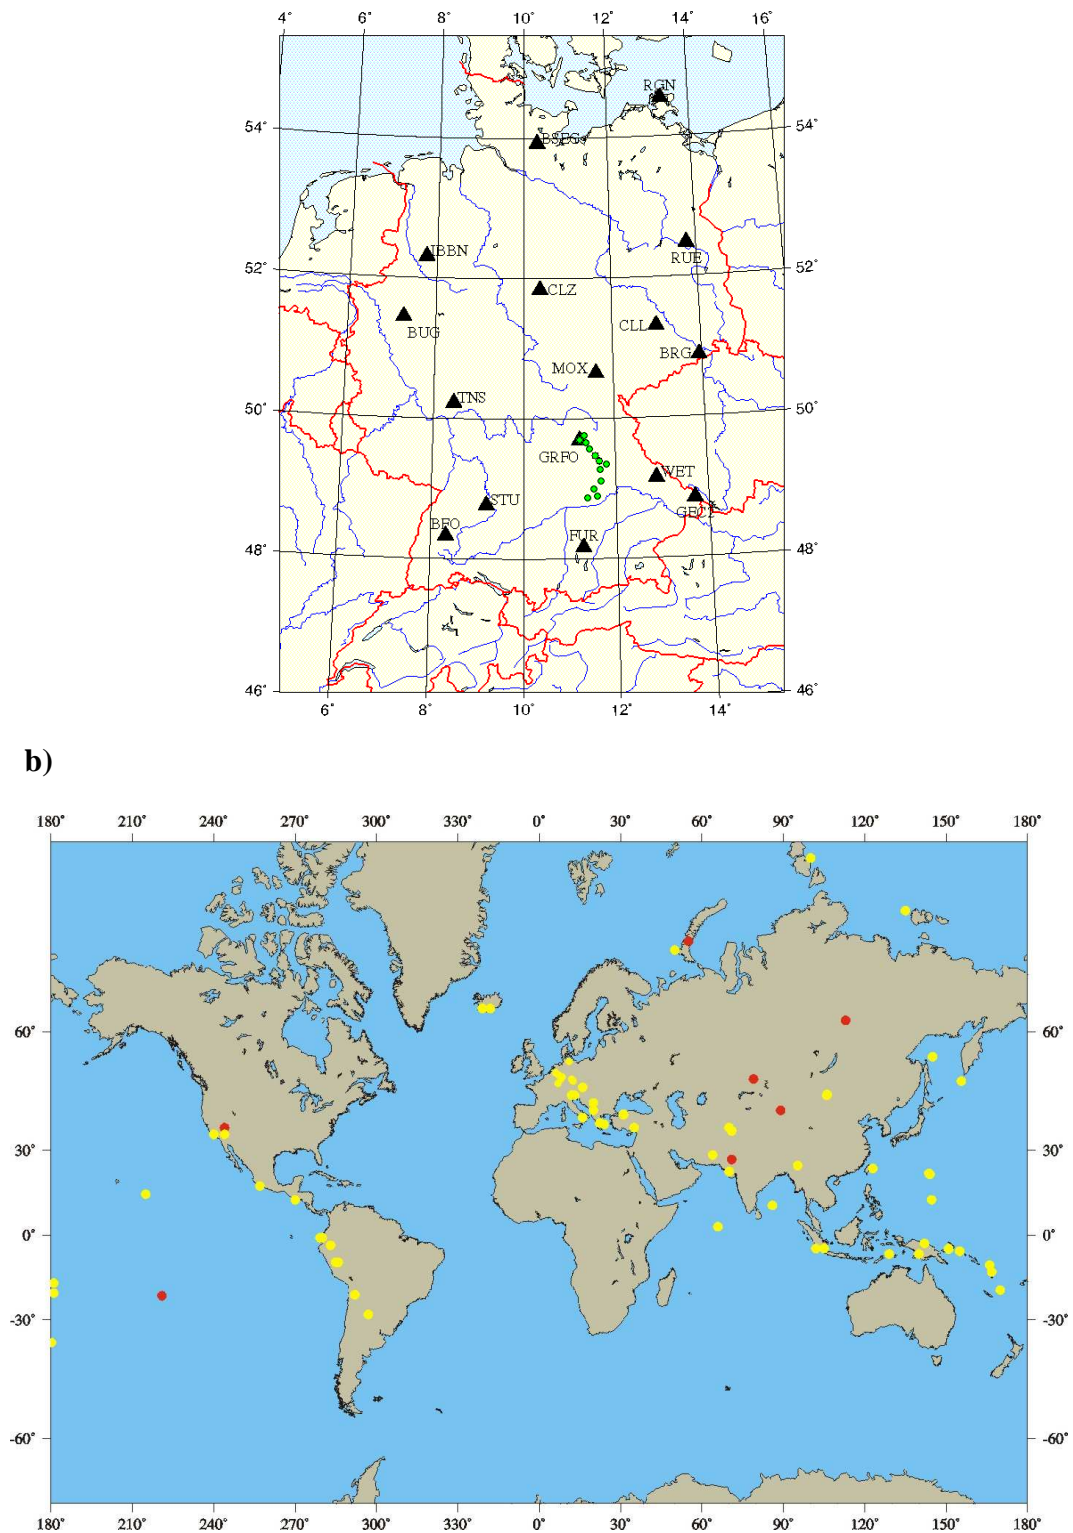 4° 6° 8° 10° 12° 14° 16°
RGN
54° 54°
BSEG
IBBN
RUE
52° 52°
CLZ
BUG
CLL
BRG
MOX
TNS
50° 50°
GRFO
WET
STU
GEC2
BFO
FUR
48° 48°
46° 46°
6° 8° 10° 12° 14°
b)
180° 210° 240° 270° 300° 330° 0° 30° 60° 90° 120° 150° 180°
60° 60°
30° 30°
0° 0°
-30° -30°
-60° -60°
180° 210° 240° 270° 300° 330° 0° 30° 60° 90° 120° 150° 180°